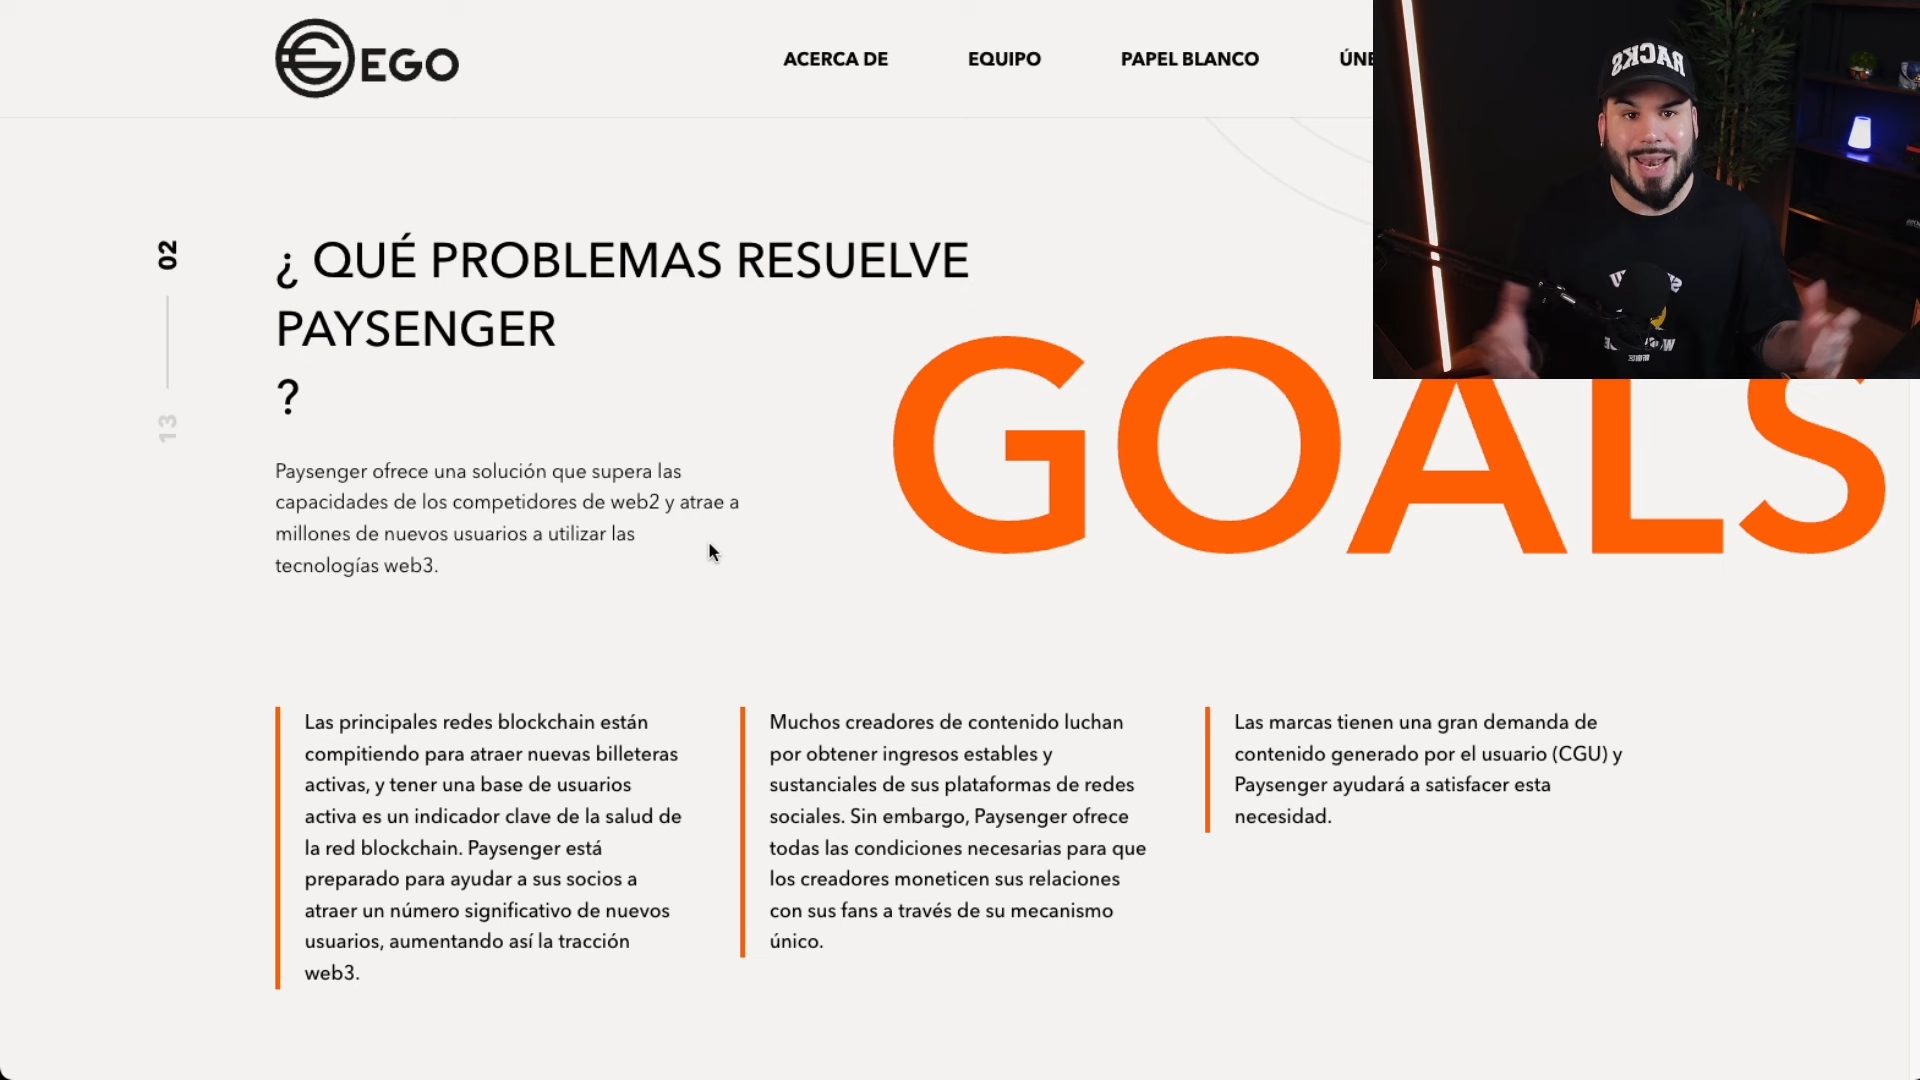 EGO
ACERCA DE
EQUIPO
PAPEL BLANCO
ÚNE
RACKS
02
13
¿ QUÉ PROBLEMAS RESUELVE
PAYSENGER
?
GOALS
Paysenger ofrece una solución que supera las
capacidades de los competidores de web2 y atrae a
millones de nuevos usuarios a utilizar las
tecnologías web3.
Las principales redes blockchain están
compitiendo para atraer nuevas billeteras
activas, y tener una base de usuarios
activa es un indicador clave de la salud de
la red blockchain. Paysenger está
preparado para ayudar a sus socios a
atraer un número significativo de nuevos
usuarios, aumentando así la tracción
web3.
Muchos creadores de contenido luchan
por obtener ingresos estables y
sustanciales de sus plataformas de redes
sociales. Sin embargo, Paysenger ofrece
todas las condiciones necesarias para que
los creadores moneticen sus relaciones
con sus fans a través de su mecanismo
único.
Las marcas tienen una gran demanda de
contenido generado por el usuario (CGU) y
Paysenger ayudará a satisfacer esta
necesidad.